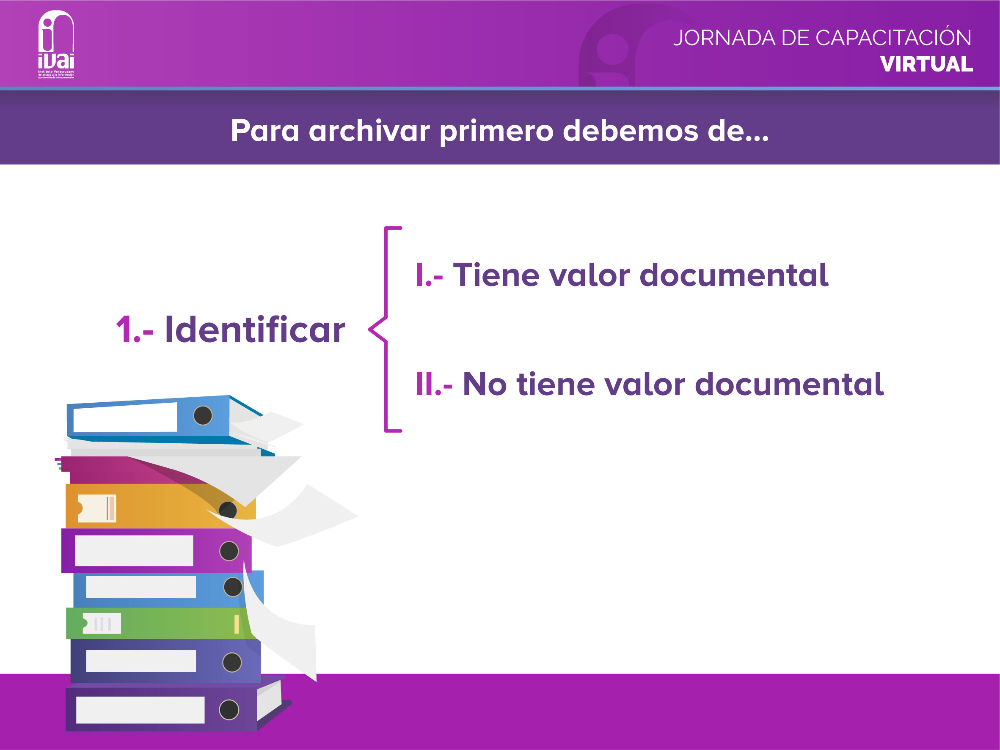 ivai
Instituto Veracruzano
de acceso a la información
y protección de datos personales
JORNADA DE CAPACITACIÓN
VIRTUAL
Para archivar primero debemos de...
1.- Identificar
I.- Tiene valor documental
II.- No tiene valor documental